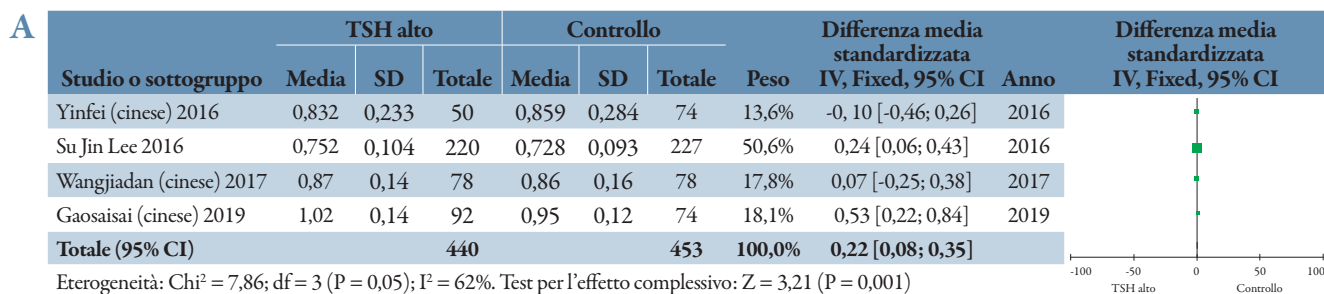 A
TSH alto Controllo Differenza media standardizzata IV, Fixed, 95% CI Differenza media standardizzata IV, Fixed, 95% CI
Studio o sottogruppo Media SD Totale Media SD Totale Peso Anno
Yinfei (cinese) 2016 0,832 0,233 50 0,859 0,284 74 13,6% -0, 10 [-0,46; 0,26] 2016
Su Jin Lee 2016 0,752 0,104 220 0,728 0,093 227 50,6% 0,24 [0,06; 0,43] 2016
Wangjiadan (cinese) 2017 0,87 0,14 78 0,86 0,16 78 17,8% 0,07 [-0,25; 0,38] 2017
Gaosaisai (cinese) 2019 1,02 0,14 92 0,95 0,12 74 18,1% 0,53 [0,22; 0,84] 2019
Totale (95% CI) 440 453 100,0% 0,22 [0,08; 0,35]
-100 -50 0 50 100
Eterogeneità: Chi² = 7,86; df = 3 (P = 0,05); I² = 62%. Test per l'effetto complessivo: Z = 3,21 (P = 0,001)
TSH alto Controllo